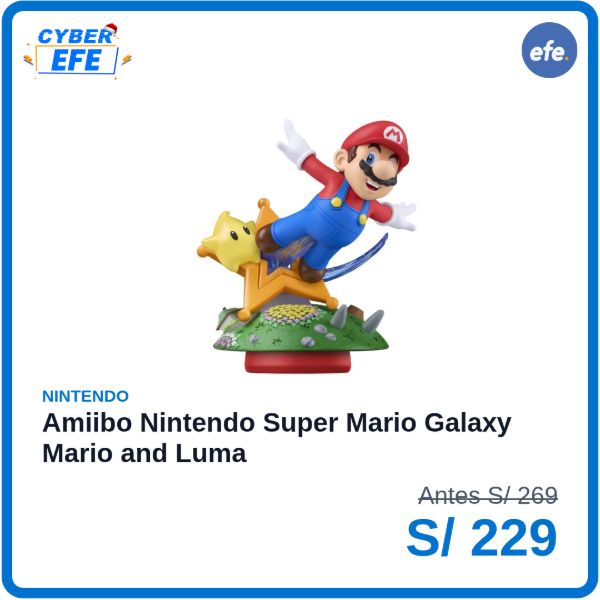 CYBER
EFE
efe.
M
NINTENDO
Amiibo Nintendo Super Mario Galaxy
Mario and Luma
Antes S/ 269
S/ 229